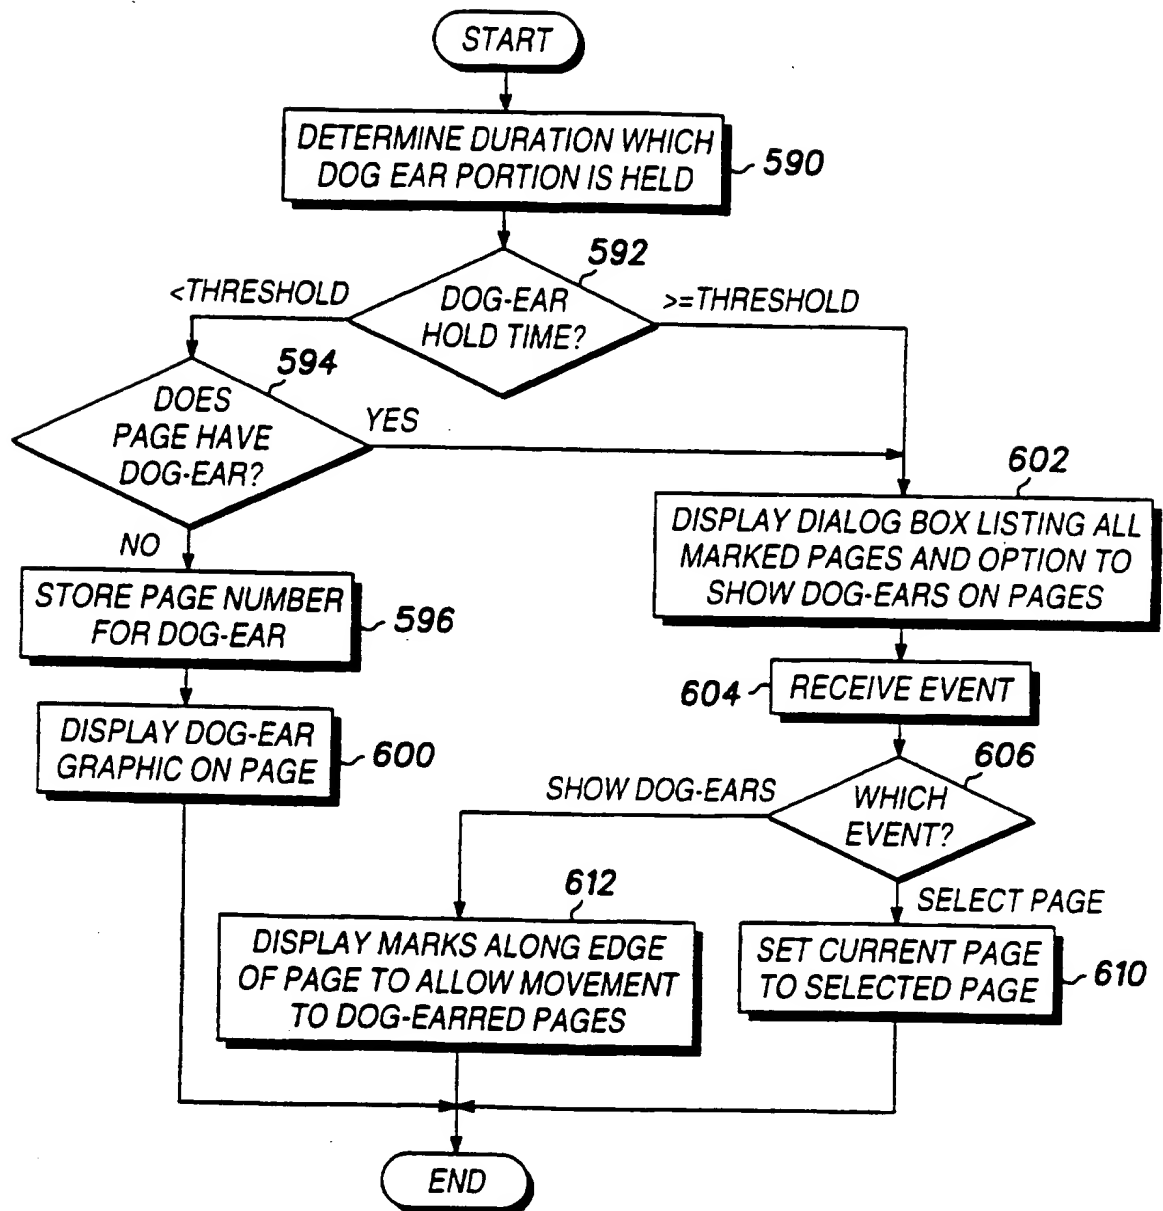 START
DETERMINE DURATION WHICH
DOG EAR PORTION IS HELD
590
592
<THRESHOLD
DOG-EAR
HOLD TIME?
>=THRESHOLD
594
DOES
PAGE HAVE
DOG-EAR?
YES
NO
602
DISPLAY DIALOG BOX LISTING ALL
MARKED PAGES AND OPTION TO
SHOW DOG-EARS ON PAGES
STORE PAGE NUMBER
FOR DOG-EAR
596
604
RECEIVE EVENT
DISPLAY DOG-EAR
GRAPHIC ON PAGE
600
606
SHOW DOG-EARS
WHICH
EVENT?
SELECT PAGE
612
DISPLAY MARKS ALONG EDGE
OF PAGE TO ALLOW MOVEMENT
TO DOG-EARRED PAGES
SET CURRENT PAGE
TO SELECTED PAGE
610
END